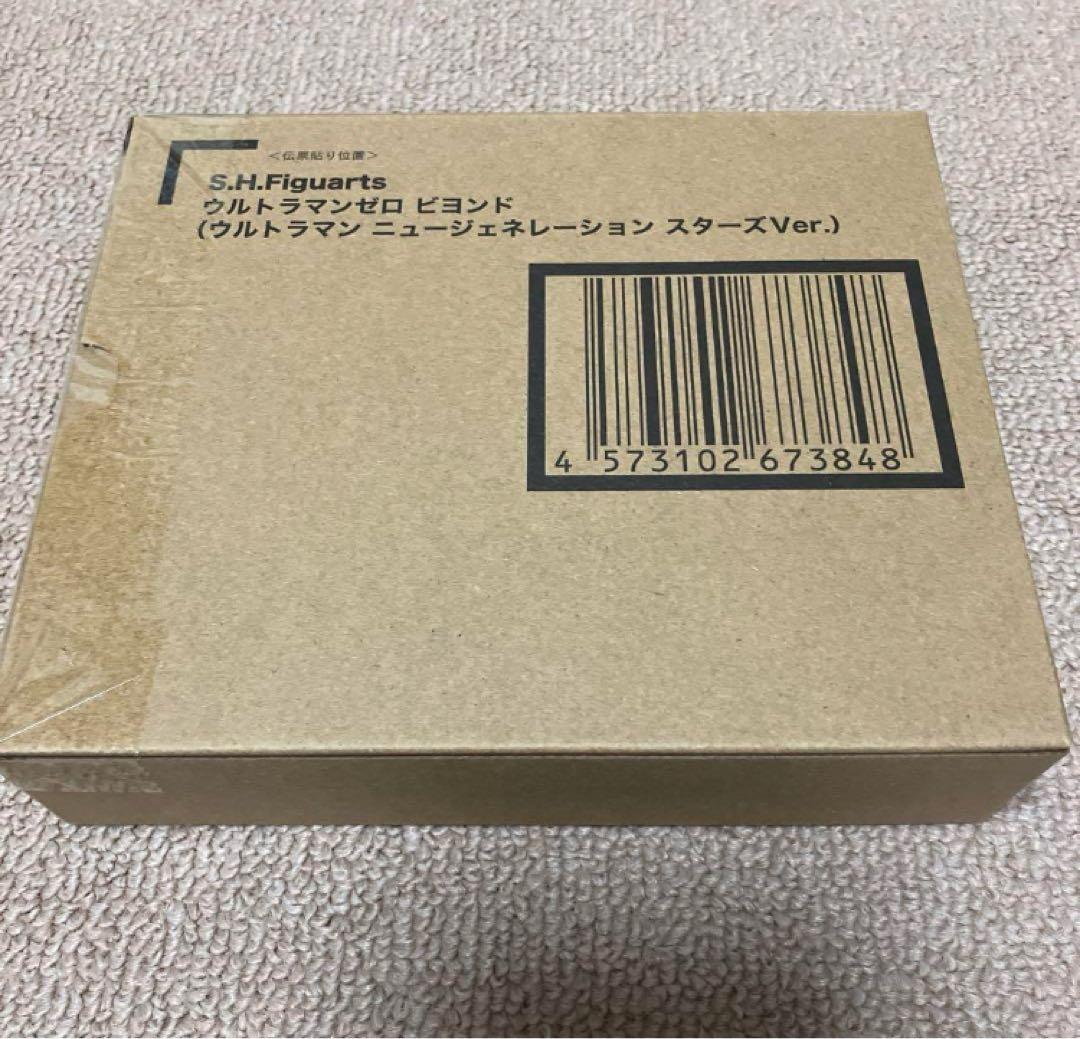 <伝票貼り位置>
S.H.Figuarts
ウルトラマンゼロ ビヨンド
(ウルトラマン ニュージェネレーション スターズVer.)
4 573102 673848